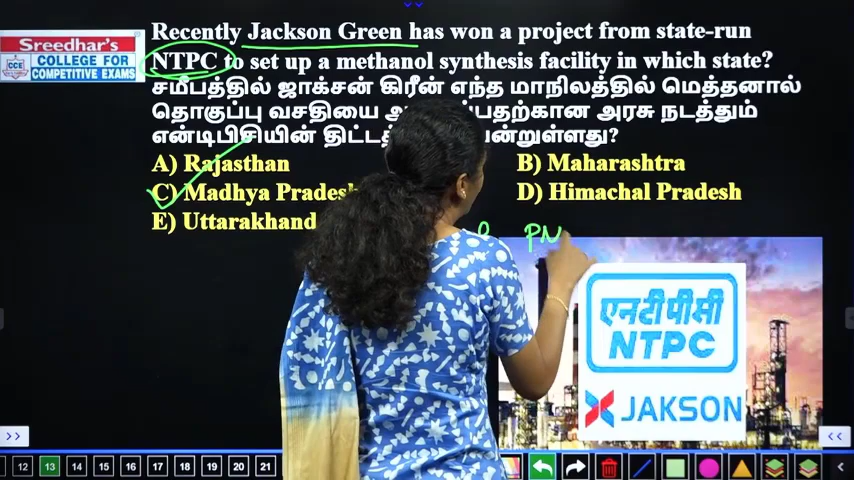 Sreedhar's
CCE
COLLEGE FOR
COMPETITIVE EXAMS
Recently Jackson Green has won a project from state-run
NTPC to set up a methanol synthesis facility in which state?
சமீபத்தில் ஜாக்சன் கிரீன் எந்த மாநிலத்தில் மெத்தனால்
தொகுப்பு வசதியை அரசு நடத்தும்
என்டிபிசியின்
A) Rajasthan
B) Maharashtra
C) Madhya Pradesh
D) Himachal Pradesh
E) Uttarakhand
PN
एनटीपीसी
NTPC
JAKSON
>>
<<
12 13 14 15 16 17 18 19 20 21